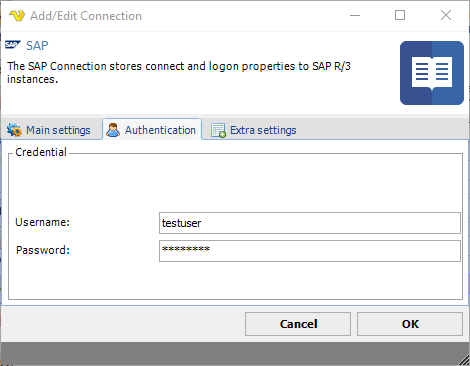 Add/Edit Connection
SAP SAP
The SAP Connection stores connect and logon properties to SAP R/3
instances.
Main settings Authentication Extra settings
Credential
Username: testuser
Password: ********
Cancel OK